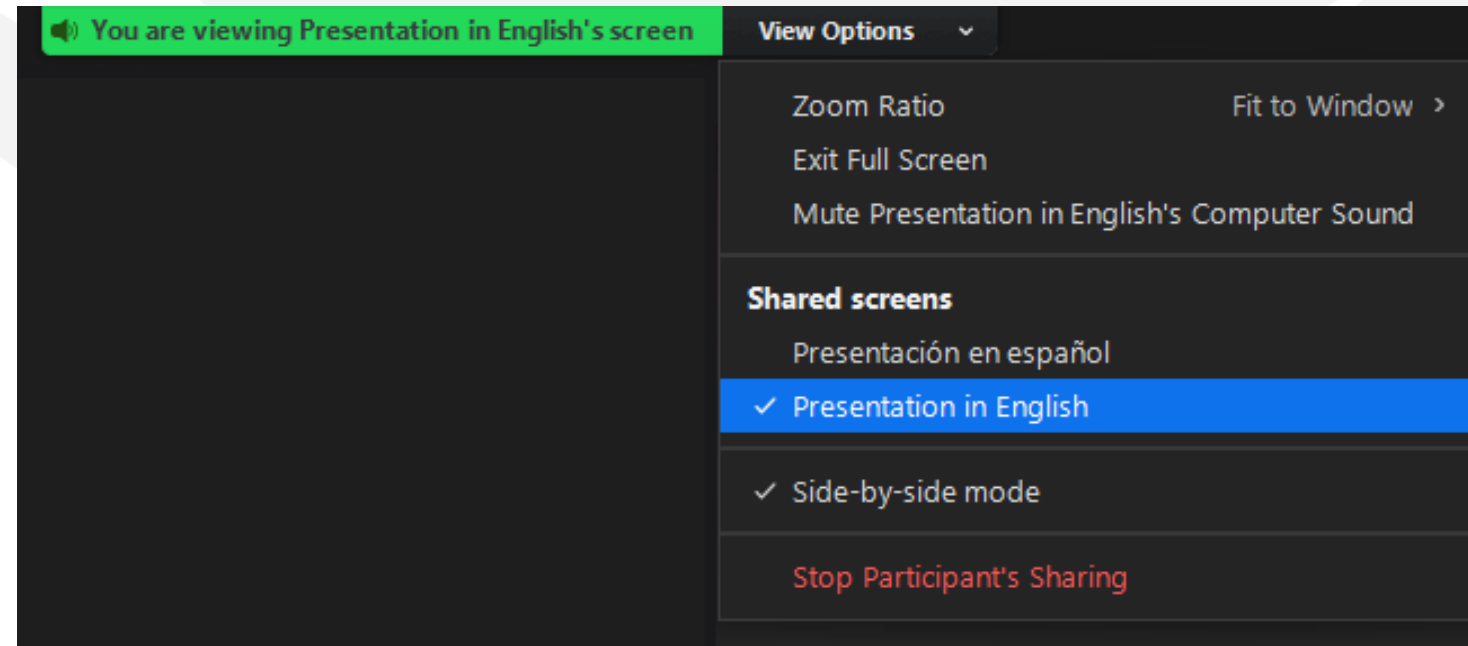 You are viewing Presentation in English's screen View Options
Zoom Ratio Fit to Window >
Exit Full Screen
Mute Presentation in English's Computer Sound
Shared screens
Presentación en español
✓ Presentation in English
✓ Side-by-side mode
Stop Participant's Sharing